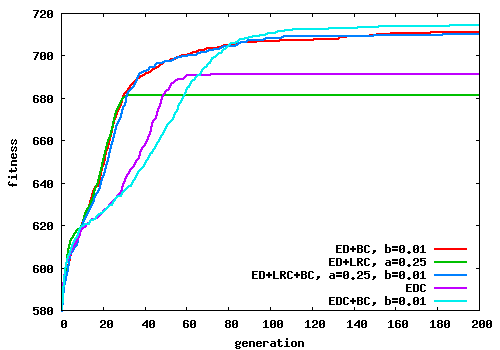 720
700
680
660
640
620
600
580
fitness
ED+BC, b=0.01
ED+LRC, a=0.25
ED+LRC+BC, a=0.25, b=0.01
EDC
EDC+BC, b=0.01
0 20 40 60 80 100 120 140 160 180 200
generation